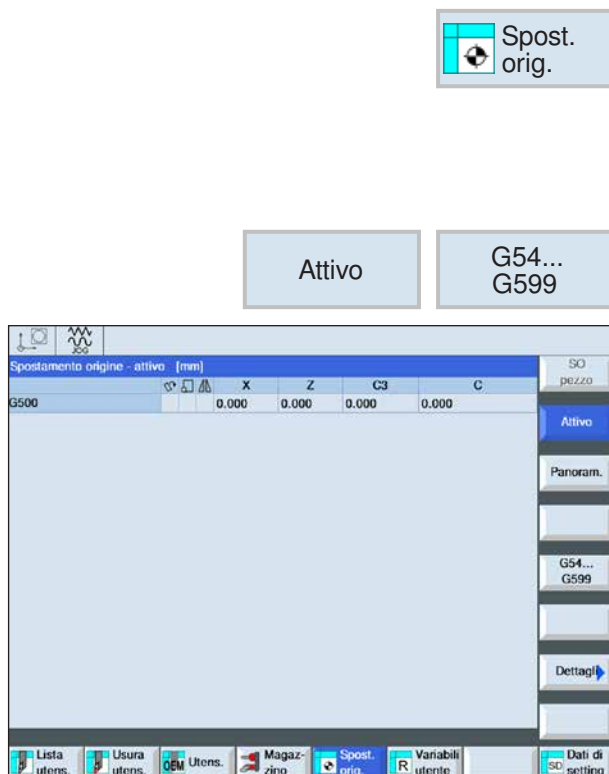 Spost.
orig.
Attivo
G54...
G599
JOG
Spostamento origine - attivo [mm]
X Z C3 C
G500 0.000 0.000 0.000 0.000
SO
pezzo
Attivo
Panoram.
G54...
G599
Dettagli
Lista
utens.
Usura
utens.
OEM Utens.
Magaz-
zino
Spost.
orig.
R Variabili
utente
SD Dati di
setting